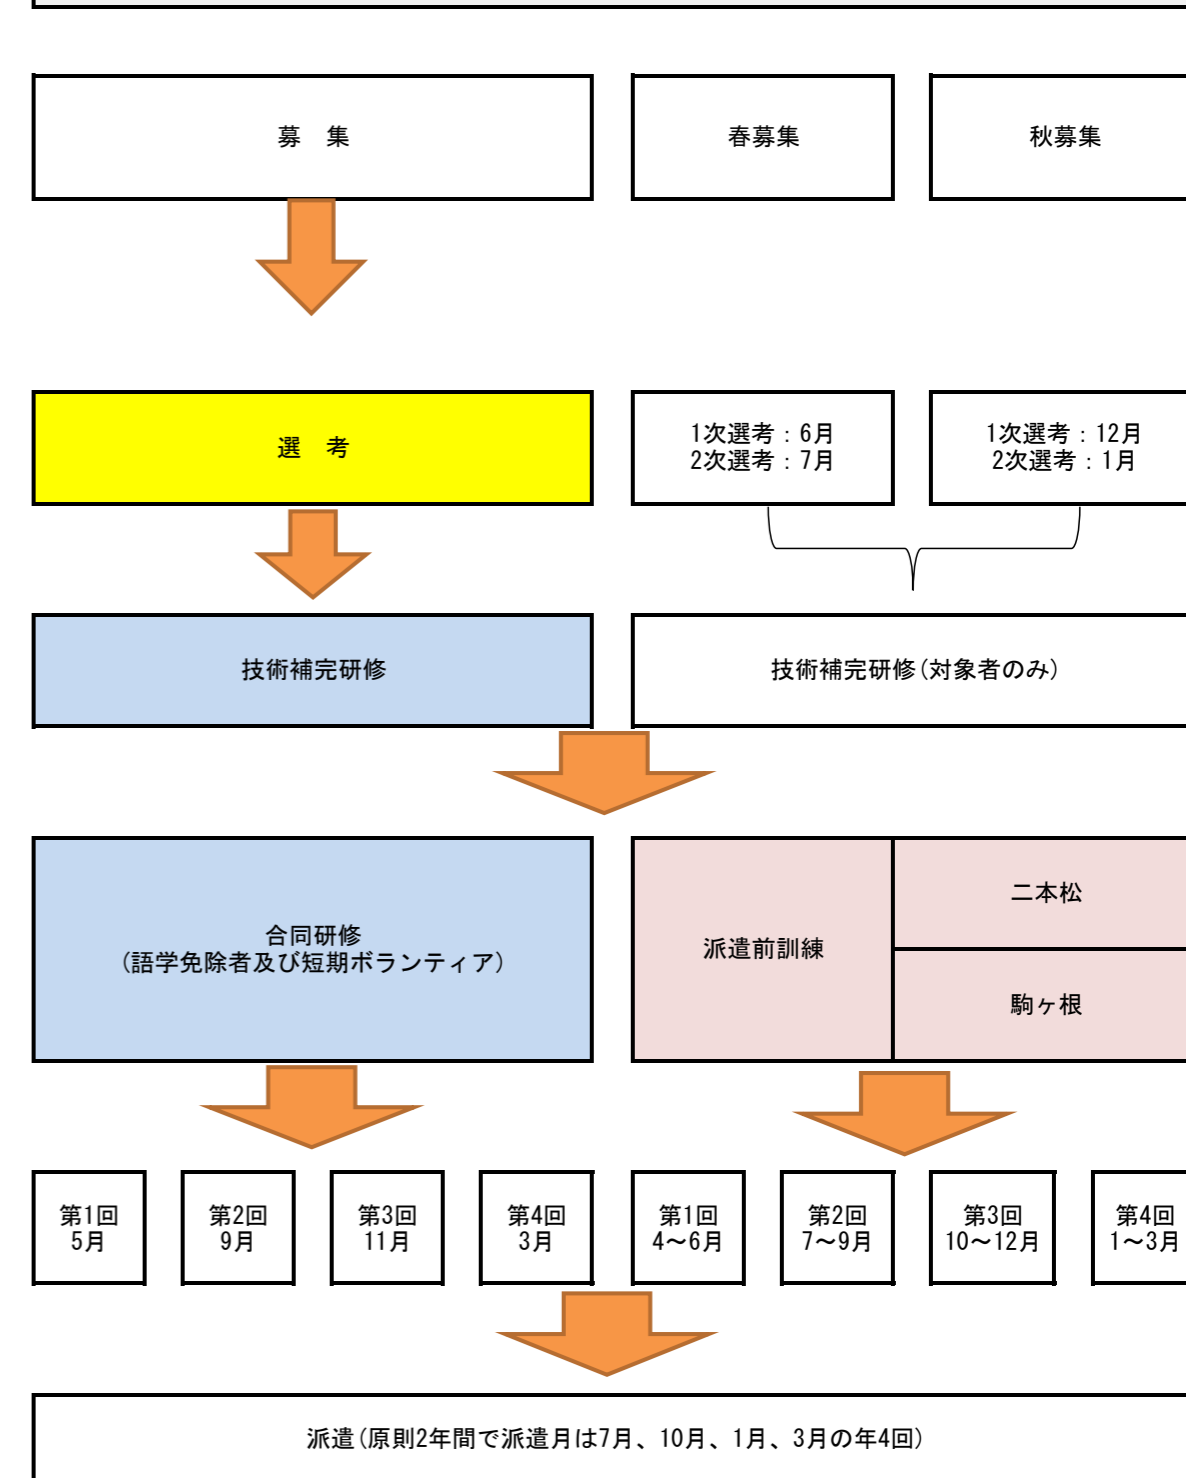 募　集
春募集
秋募集
選　考
1次選考：6月
2次選考：7月
1次選考：12月
2次選考：1月
技術補完研修
技術補完研修(対象者のみ)
合同研修
(語学免除者及び短期ボランティア)
派遣前訓練
二本松
駒ヶ根
第1回
5月
第2回
9月
第3回
11月
第4回
3月
第1回
4～6月
第2回
7～9月
第3回
10～12月
第4回
1～3月
派遣(原則2年間で派遣月は7月、10月、1月、3月の年4回)